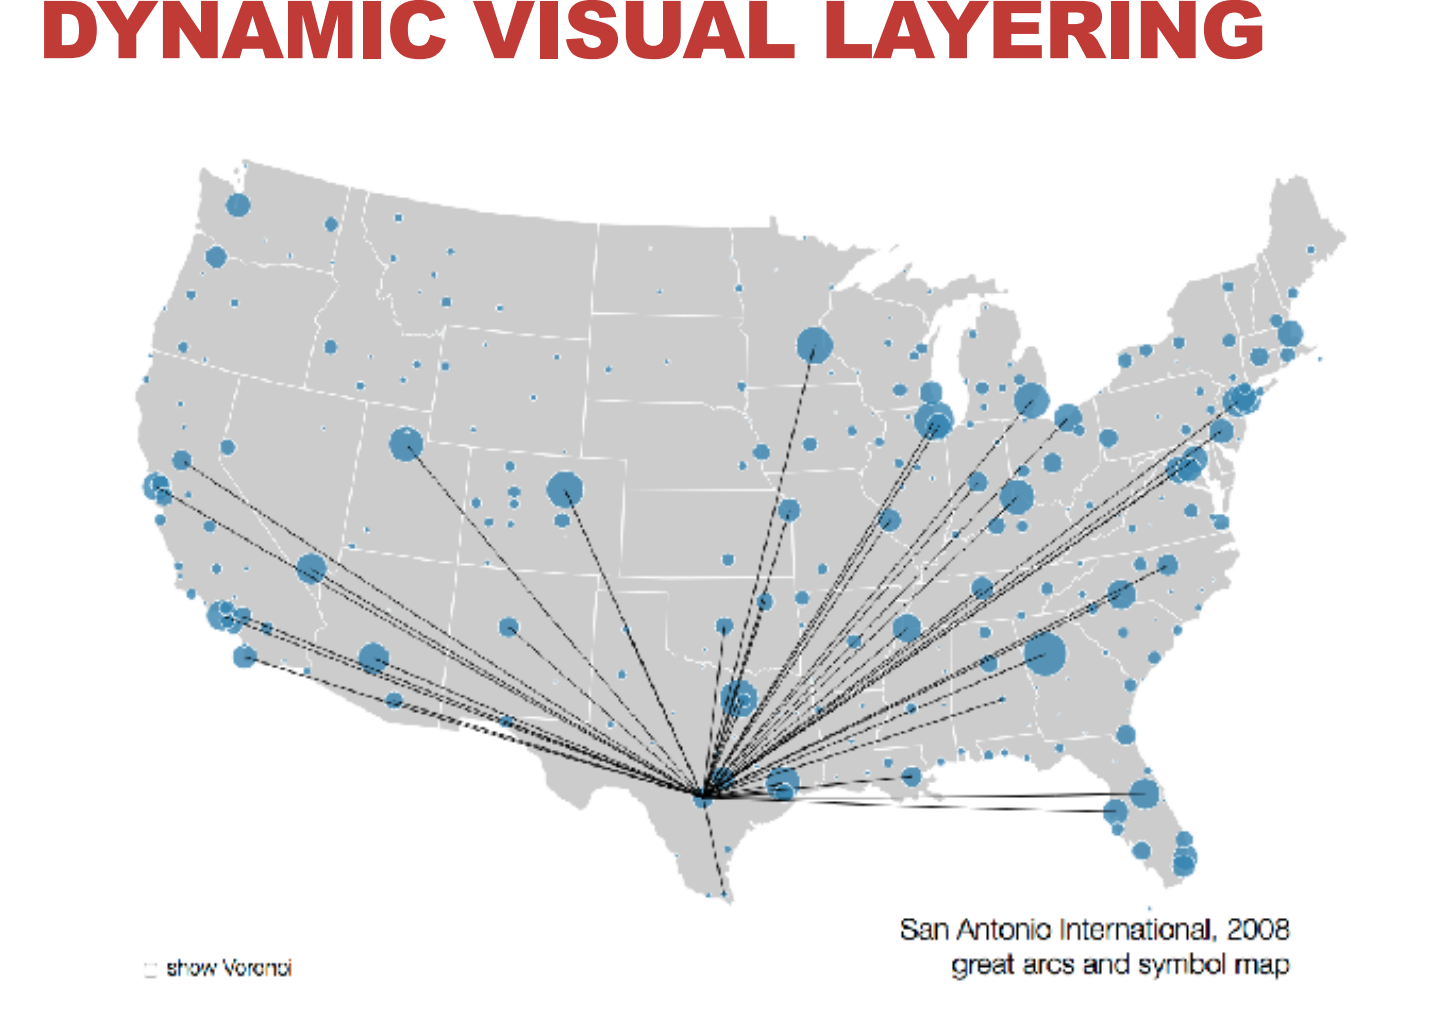 DYNAMIC VISUAL LAYERING
San Antonio International, 2008
great arcs and symbol map
show Voronoi